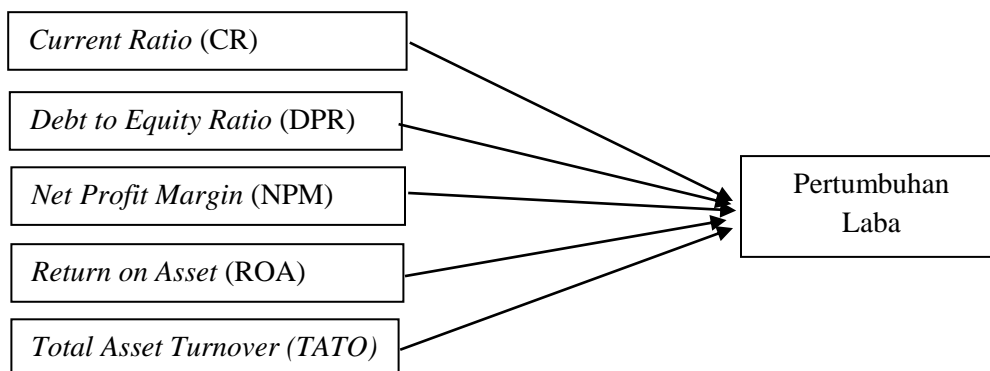 Current Ratio (CR)
Debt to Equity Ratio (DPR)
Net Profit Margin (NPM)
Return on Asset (ROA)
Total Asset Turnover (TATO)
Pertumbuhan
Laba